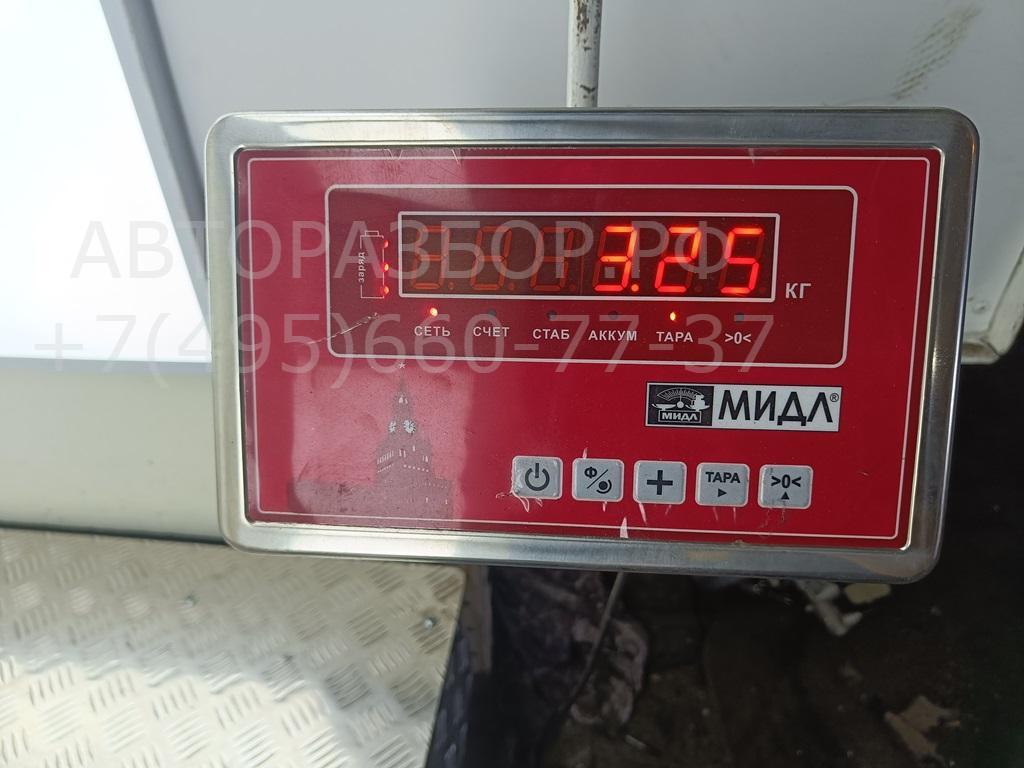 АВТОРАЗБОР.РФ
+7(495)660-77-37
заряд
3.25
КГ
СЕТЬ СЧЕТ СТАБ АККУМ ТАРА >0<
МИДЛ МИДЛ®
Ф ТАРА >0<